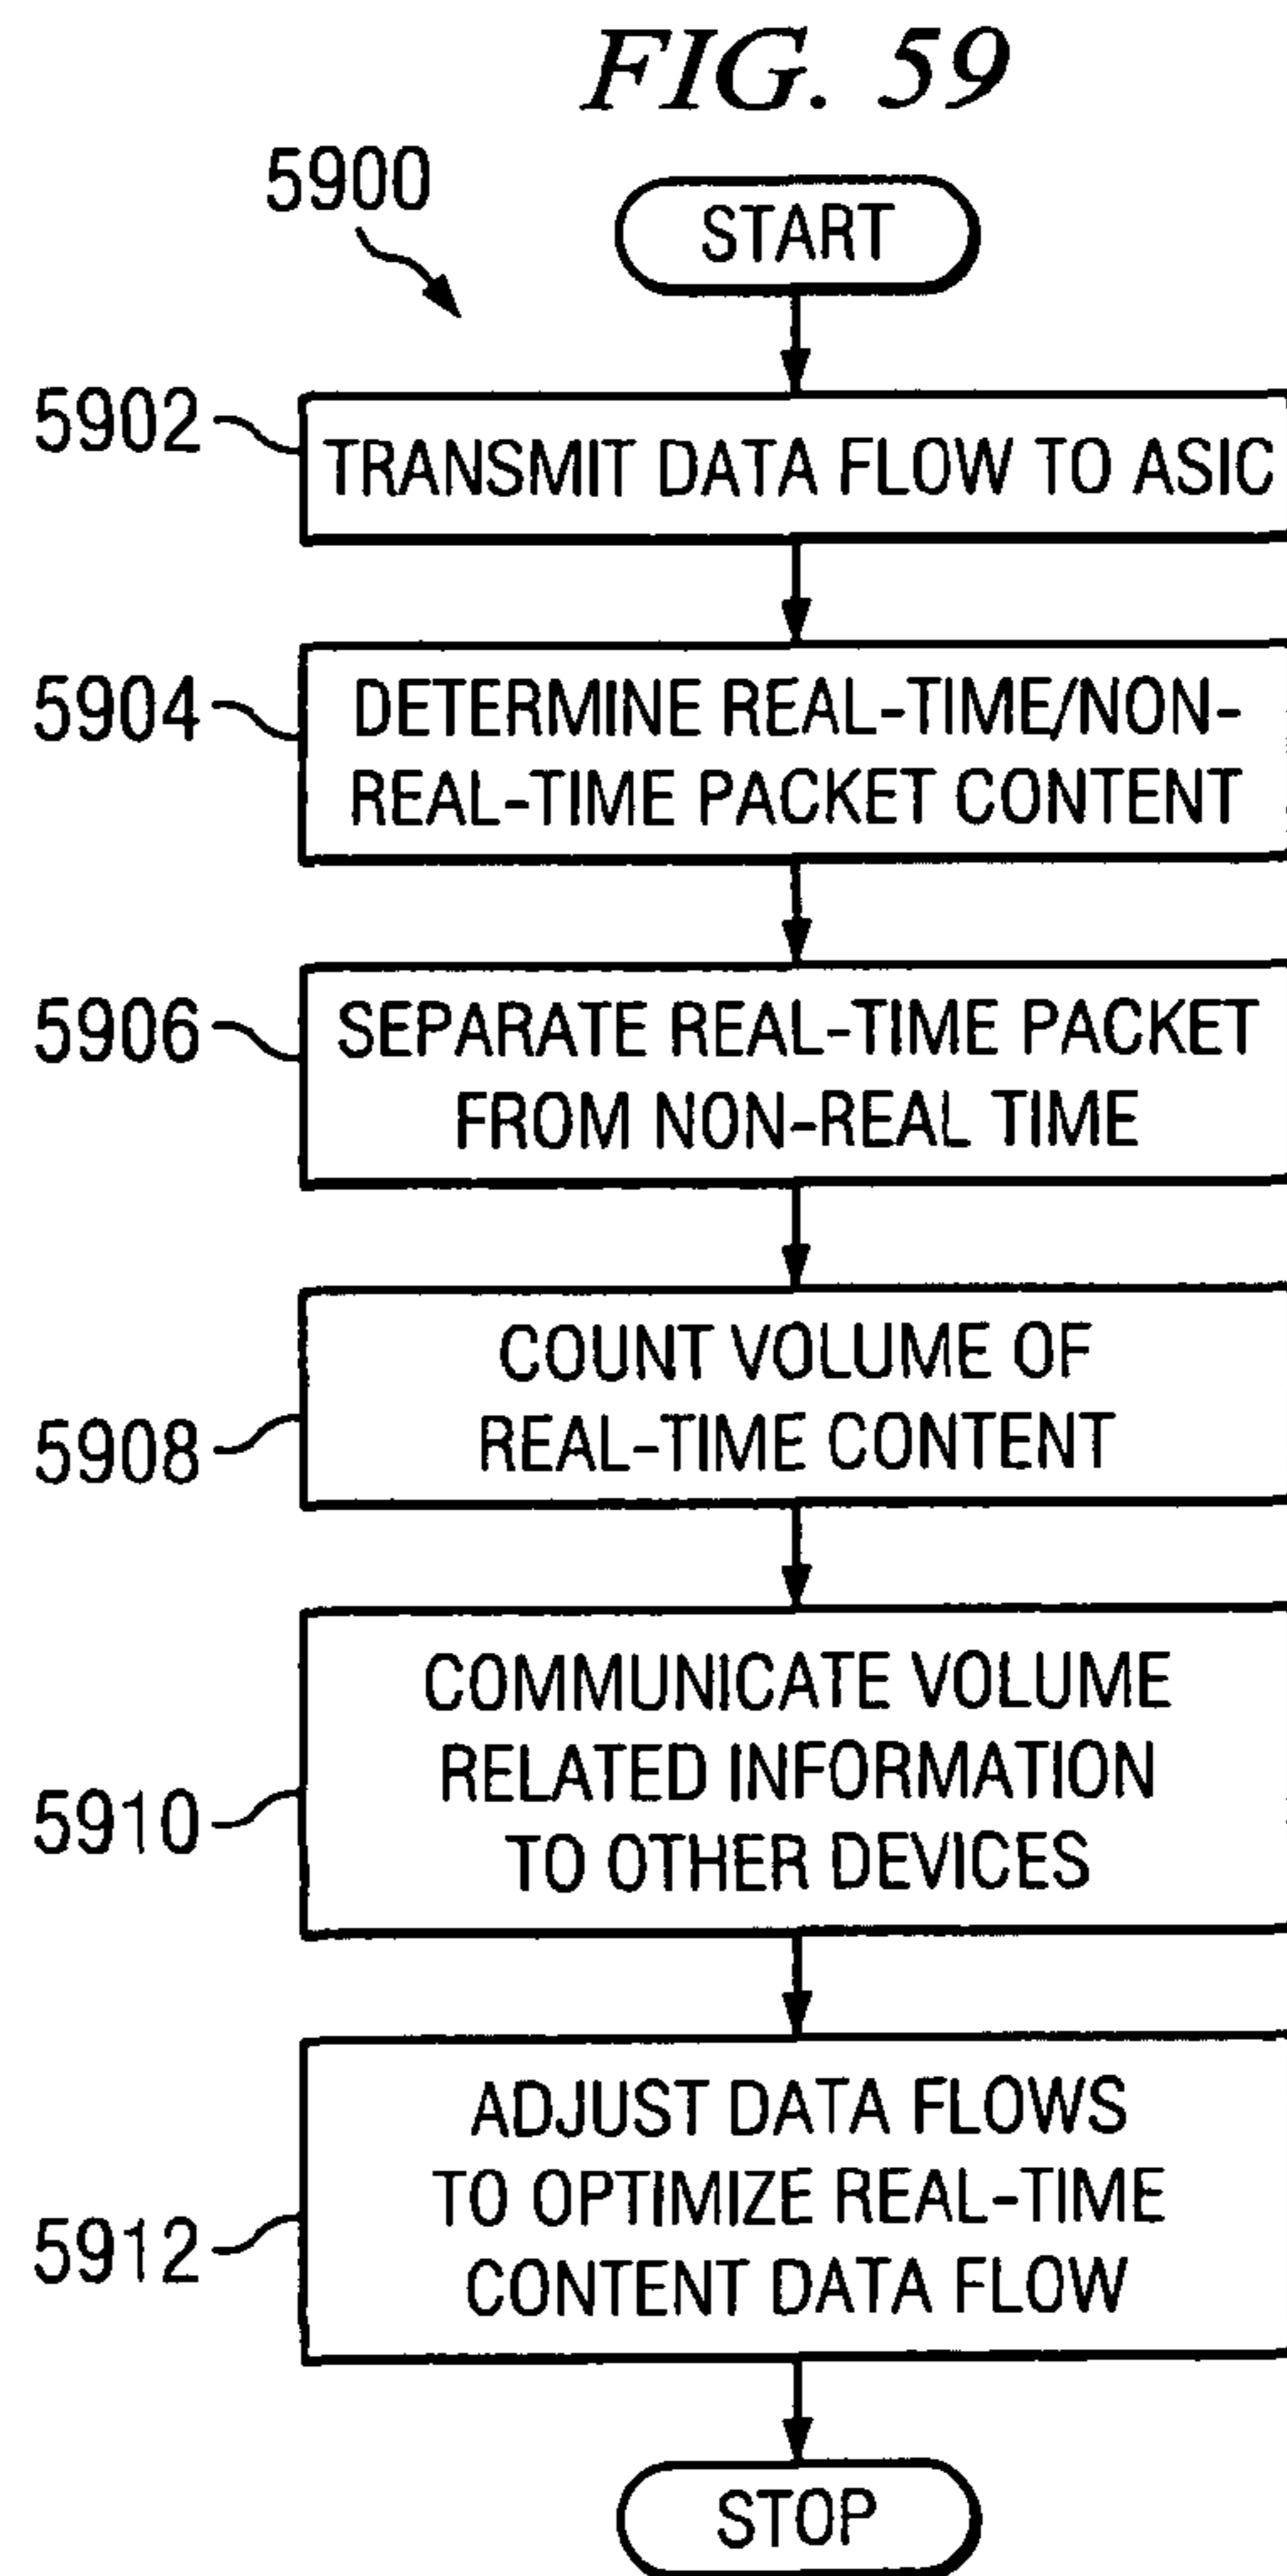 FIG. 59
5900
START
5902
TRANSMIT DATA FLOW TO ASIC
5904
DETERMINE REAL-TIME/NON-
REAL-TIME PACKET CONTENT
5906
SEPARATE REAL-TIME PACKET
FROM NON-REAL TIME
5908
COUNT VOLUME OF
REAL-TIME CONTENT
5910
COMMUNICATE VOLUME
RELATED INFORMATION
TO OTHER DEVICES
5912
ADJUST DATA FLOWS
TO OPTIMIZE REAL-TIME
CONTENT DATA FLOW
STOP